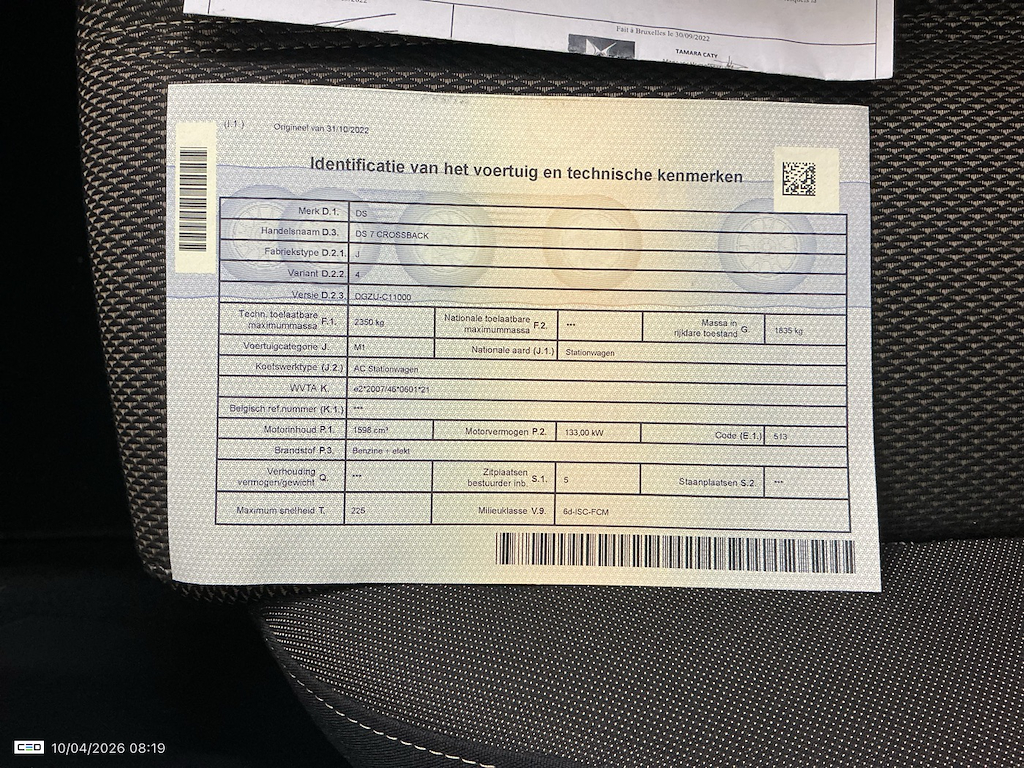 Fait à Bruxelles le 30/09/2022
TAMARA CATY
(I.1.) Origineel van 31/10/2022
Identificatie van het voertuig en technische kenmerken
Merk D.1. DS
Handelsnaam D.3. DS 7 CROSSBACK
Fabriekstype D.2.1. J
Variant D.2.2. 4
Versie D.2.3. DGZU-C11000
Techn. toelaatbare maximummassa F.1. 2350 kg Nationale toelaatbare maximummassa F.2. *** Massa in rijklare toestand G. 1835 kg
Voertuigcategorie J. M1 Nationale aard (J.1.) Stationwagen
Koetswerktype (J.2.) AC Stationwagen
WVTA K. e2*2007/46*0601*21
Belgisch ref.nummer (K.1.) ***
Motorinhoud P.1. 1598 cm³ Motorvermogen P.2. 133,00 kW Code (E.1.) 513
Brandstof P.3. Benzine + elekt
Verhouding vermogen/gewicht Q. *** Zitplaatsen bestuurder inb. S.1. 5 Staanplaatsen S.2. ***
Maximum snelheid T. 225 Milieuklasse V.9. 6d-ISC-FCM
CEO 10/04/2026 08:19